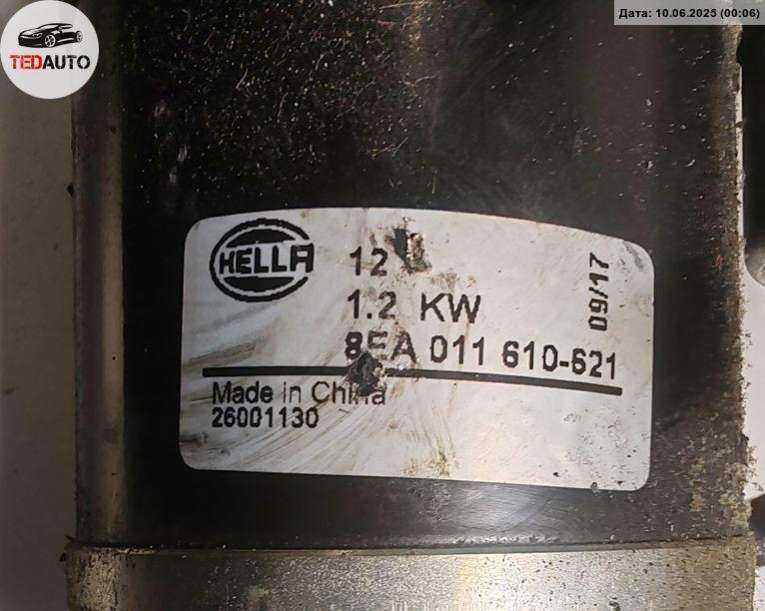 Дата: 10.06.2025 (00:06)
TEDAUTO
HELLA
12
1.2 KW
09/17
8EA 011 610-621
Made in China
26001130